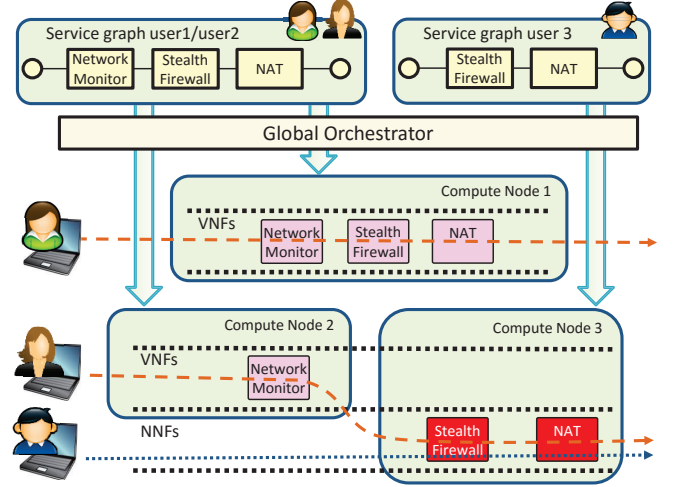 Service graph user1/user2
Network
Monitor
Stealth
Firewall
NAT
Service graph user 3
Stealth
Firewall
NAT
Global Orchestrator
Compute Node 1
VNFs
Network
Monitor
Stealth
Firewall
NAT
Compute Node 2
VNFs
Network
Monitor
Compute Node 3
NNFs
Stealth
Firewall
NAT